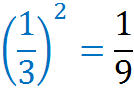 (1/3)² = 1/9